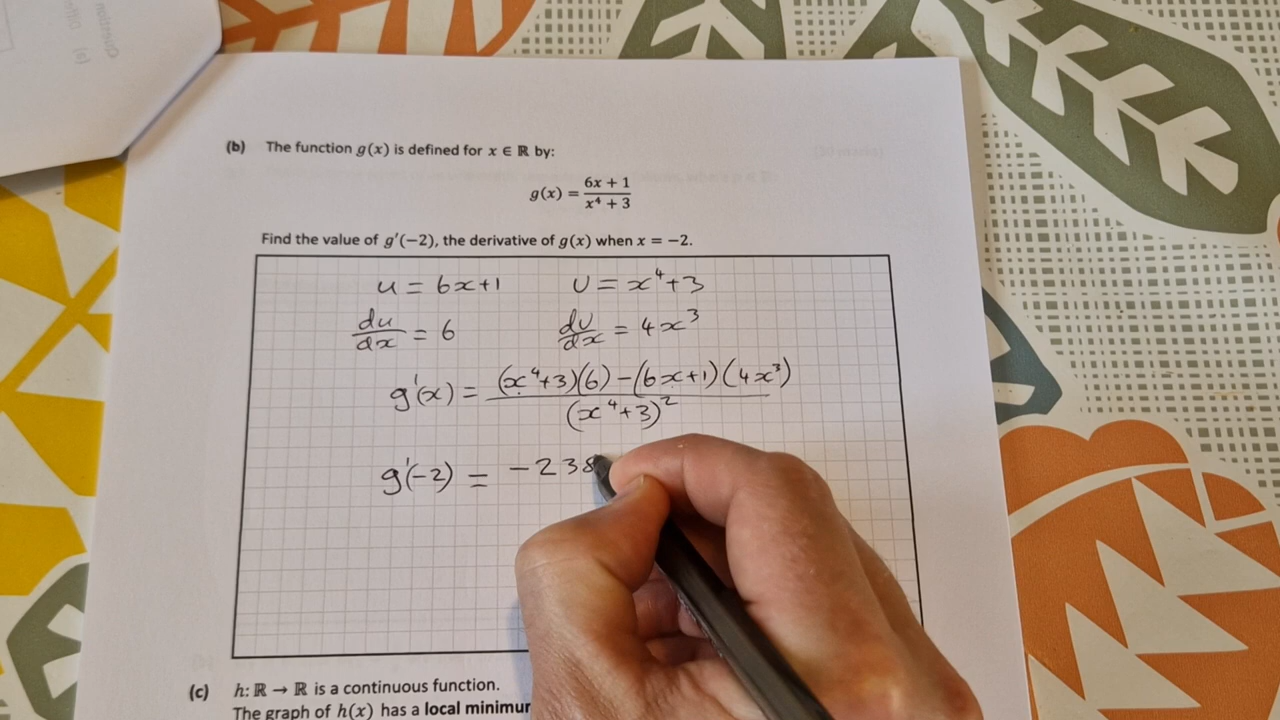 (b) The function g(x) is defined for x ∈ ℝ by:
g(x) = (6x + 1)/(x⁴ + 3)
Find the value of g′(−2), the derivative of g(x) when x = −2.
u = 6x+1 U = x⁴+3
du/dx = 6 dU/dx = 4x³
g'(x) = ((x⁴+3)(6) − (6x+1)(4x³))/(x⁴+3)²
g'(−2) = −238
(c) h: ℝ → ℝ is a continuous function.
The graph of h(x) has a local minimur